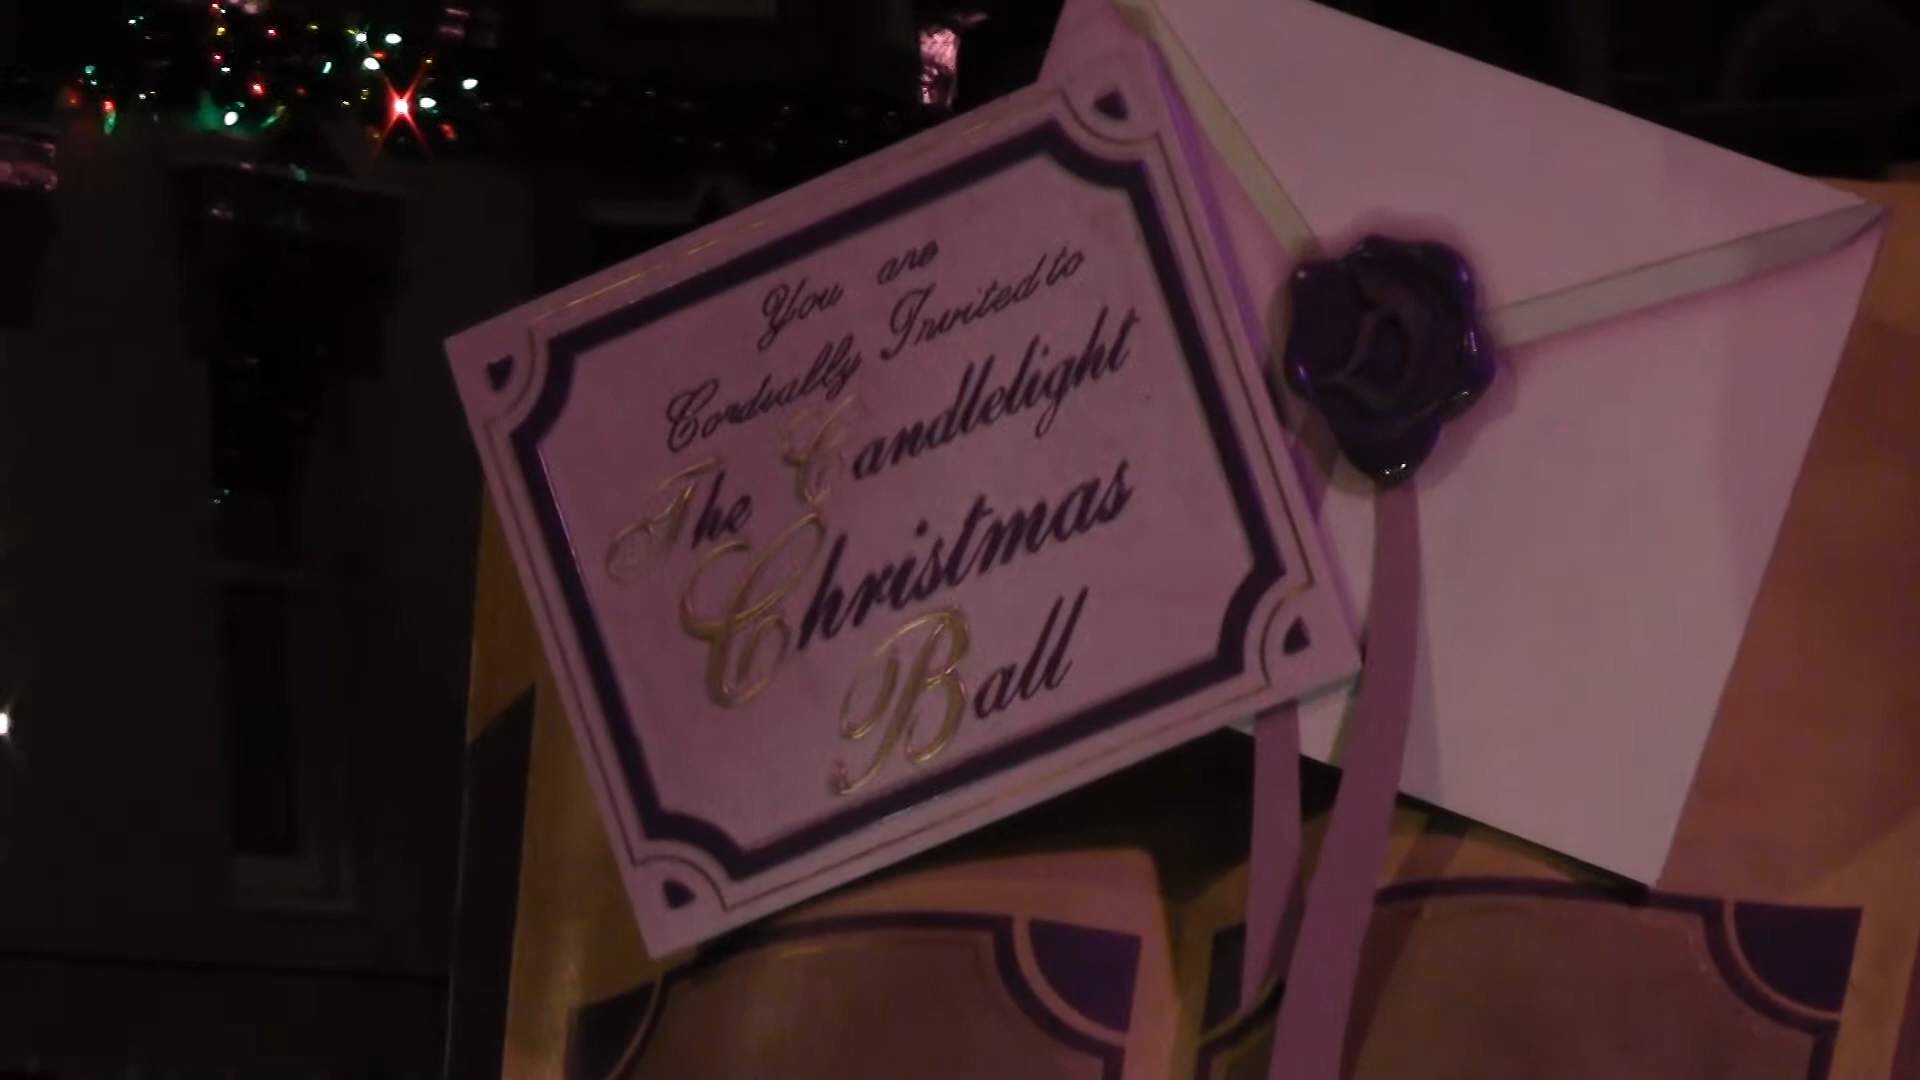 You are
Cordially Invited to
The Candlelight
Christmas
Ball